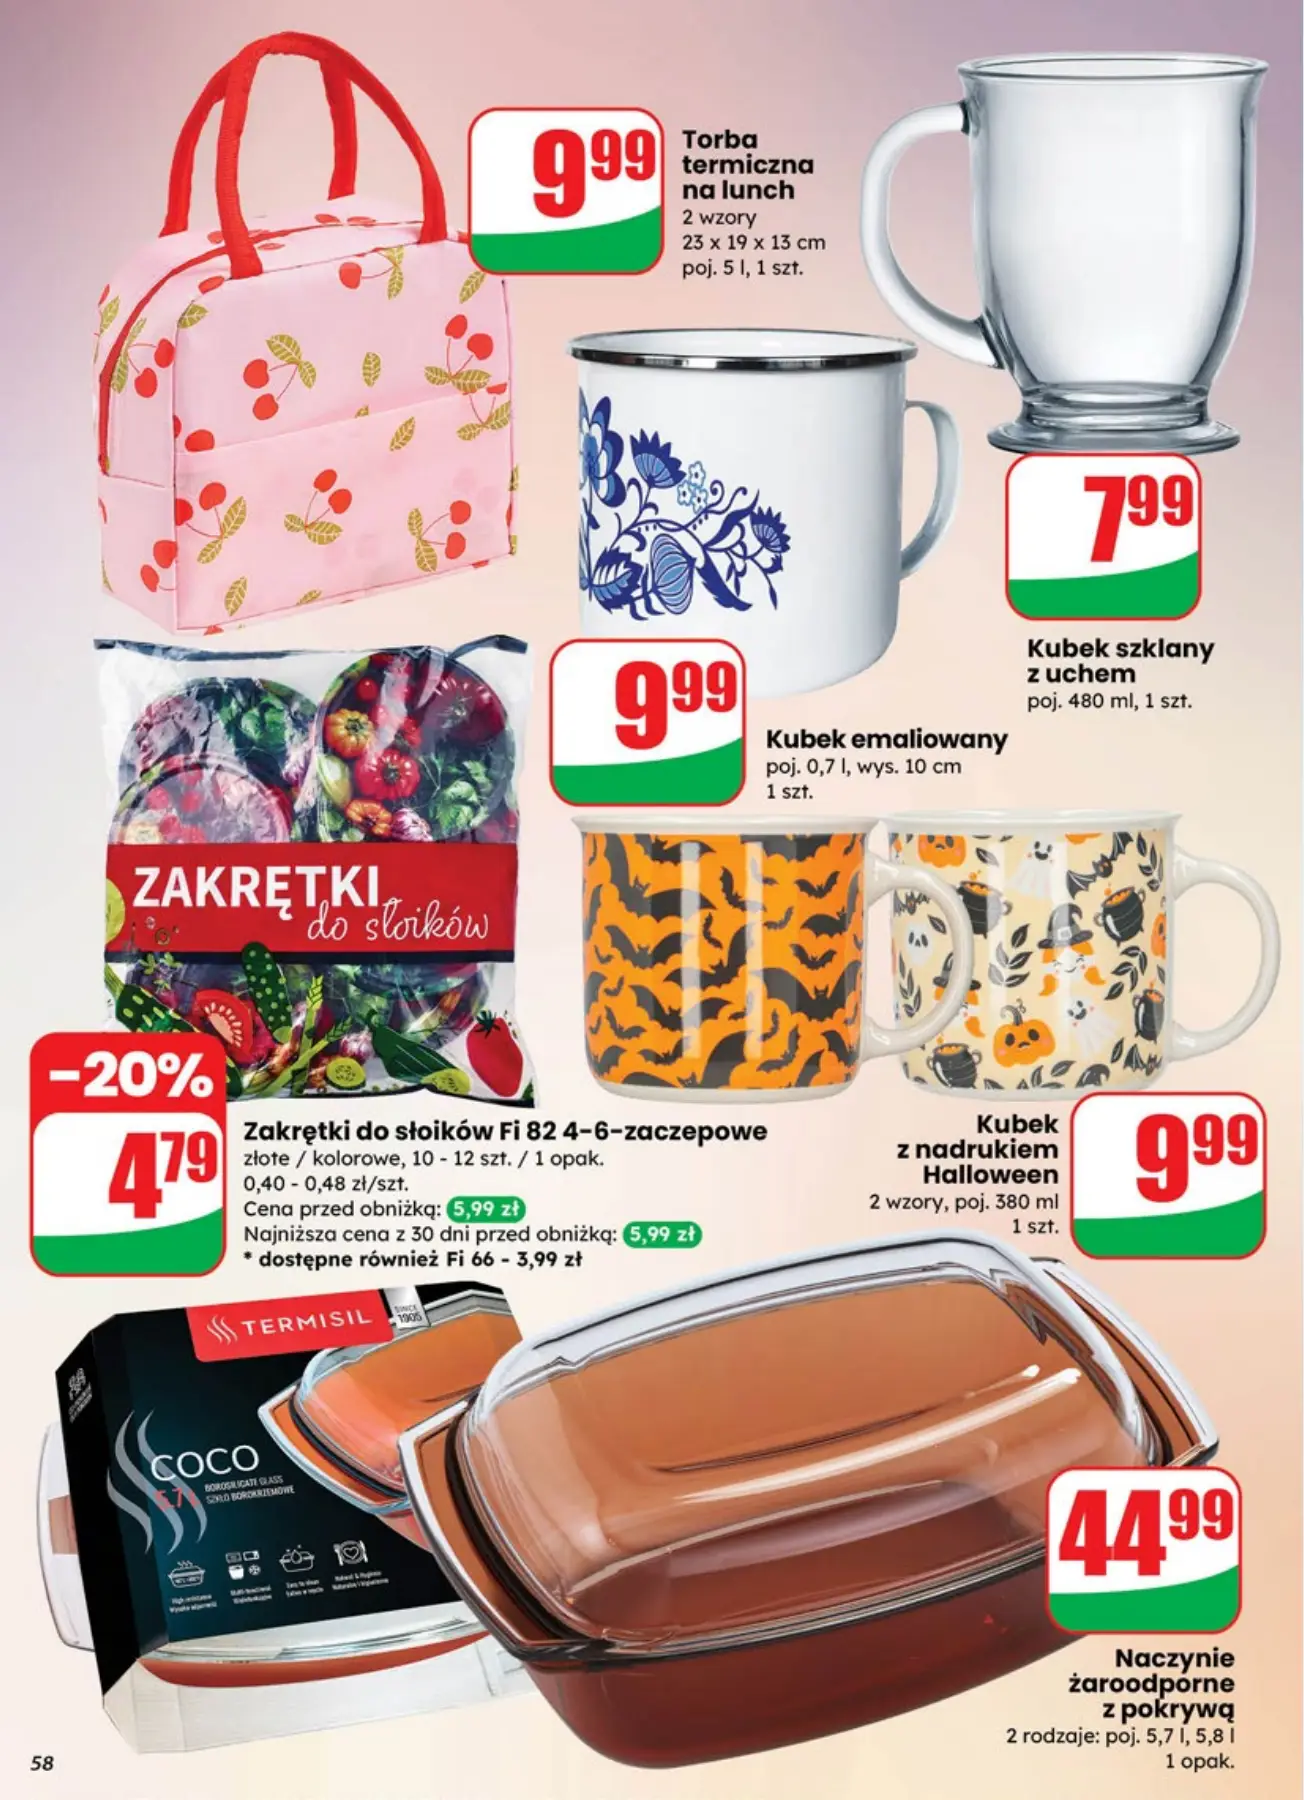 9 99
Torba
termiczna
na lunch
2 wzory
23 x 19 x 13 cm
poj. 5 l, 1 szt.
7 99
Kubek szklany
z uchem
poj. 480 ml, 1 szt.
9 99
Kubek emaliowany
poj. 0,7 l, wys. 10 cm
1 szt.
ZAKRĘTKI
do słoików
-20%
4 79
Zakrętki do słoików Fi 82 4-6-zaczepowe
złote / kolorowe, 10 - 12 szt. / 1 opak.
0,40 - 0,48 zł/szt.
Cena przed obniżką: 5,99 zł
Najniższa cena z 30 dni przed obniżką: 5,99 zł
* dostępne również Fi 66 - 3,99 zł
Kubek
z nadrukiem
Halloween
2 wzory, poj. 380 ml
1 szt.
9 99
TERMISIL
SINCE
1905
COCO
5.7 l
BOROSILICATE GLASS
SZKŁO BOROKRZEMOWE
44 99
Naczynie
żaroodporne
z pokrywą
2 rodzaje: poj. 5,7 l, 5,8 l
1 opak.
58